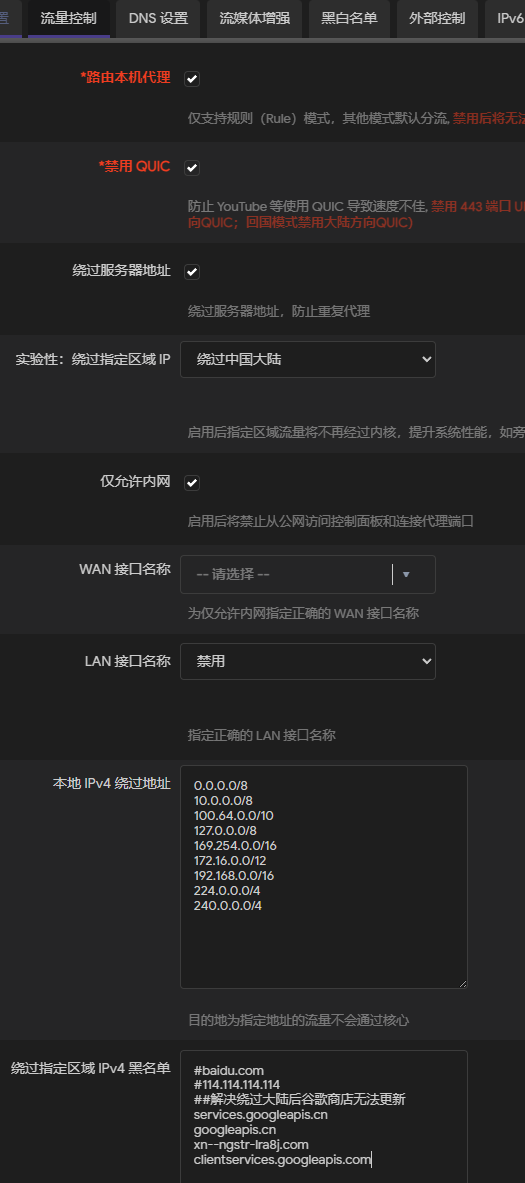 置 流量控制 DNS 设置 流媒体增强 黑白名单 外部控制 IPv6
*路由本机代理
仅支持规则（Rule）模式，其他模式默认分流, 禁用后将无法
*禁用 QUIC
防止 YouTube 等使用 QUIC 导致速度不佳, 禁用 443 端口 U
向QUIC；回国模式禁用大陆方向QUIC)
绕过服务器地址
绕过服务器地址，防止重复代理
实验性：绕过指定区域 IP
绕过中国大陆
启用后指定区域流量将不再经过内核，提升系统性能，如旁
仅允许内网
启用后将禁止从公网访问控制面板和连接代理端口
WAN 接口名称
-- 请选择 --
为仅允许内网指定正确的 WAN 接口名称
LAN 接口名称
禁用
指定正确的 LAN 接口名称
本地 IPv4 绕过地址
0.0.0.0/8
10.0.0.0/8
100.64.0.0/10
127.0.0.0/8
169.254.0.0/16
172.16.0.0/12
192.168.0.0/16
224.0.0.0/4
240.0.0.0/4
目的地为指定地址的流量不会通过核心
绕过指定区域 IPv4 黑名单
#baidu.com
#114.114.114.114
##解决绕过大陆后谷歌商店无法更新
services.googleapis.cn
googleapis.cn
xn--ngstr-lra8j.com
clientservices.googleapis.com